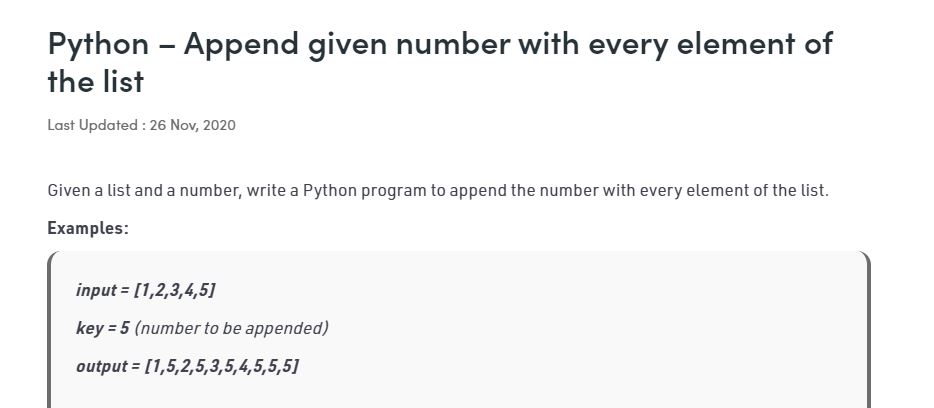 Python – Append given number with every element of
the list
Last Updated : 26 Nov, 2020
Given a list and a number, write a Python program to append the number with every element of the list.
Examples:
input = [1,2,3,4,5]
key = 5 (number to be appended)
output = [1,5,2,5,3,5,4,5,5,5]